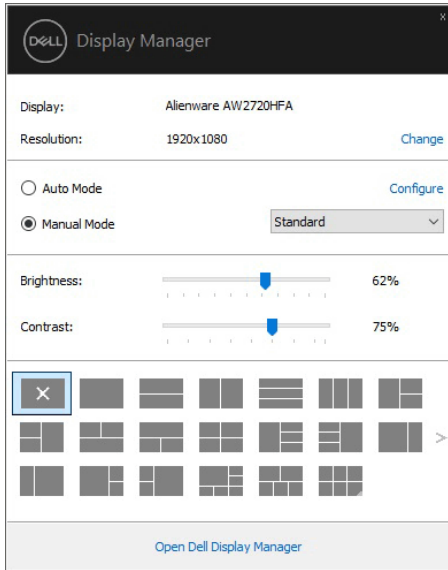 x
DELL Display Manager
Display: Alienware AW2720HFA
Resolution: 1920x1080 Change
Auto Mode Configure
Manual Mode Standard
Brightness: 62%
Contrast: 75%
Open Dell Display Manager